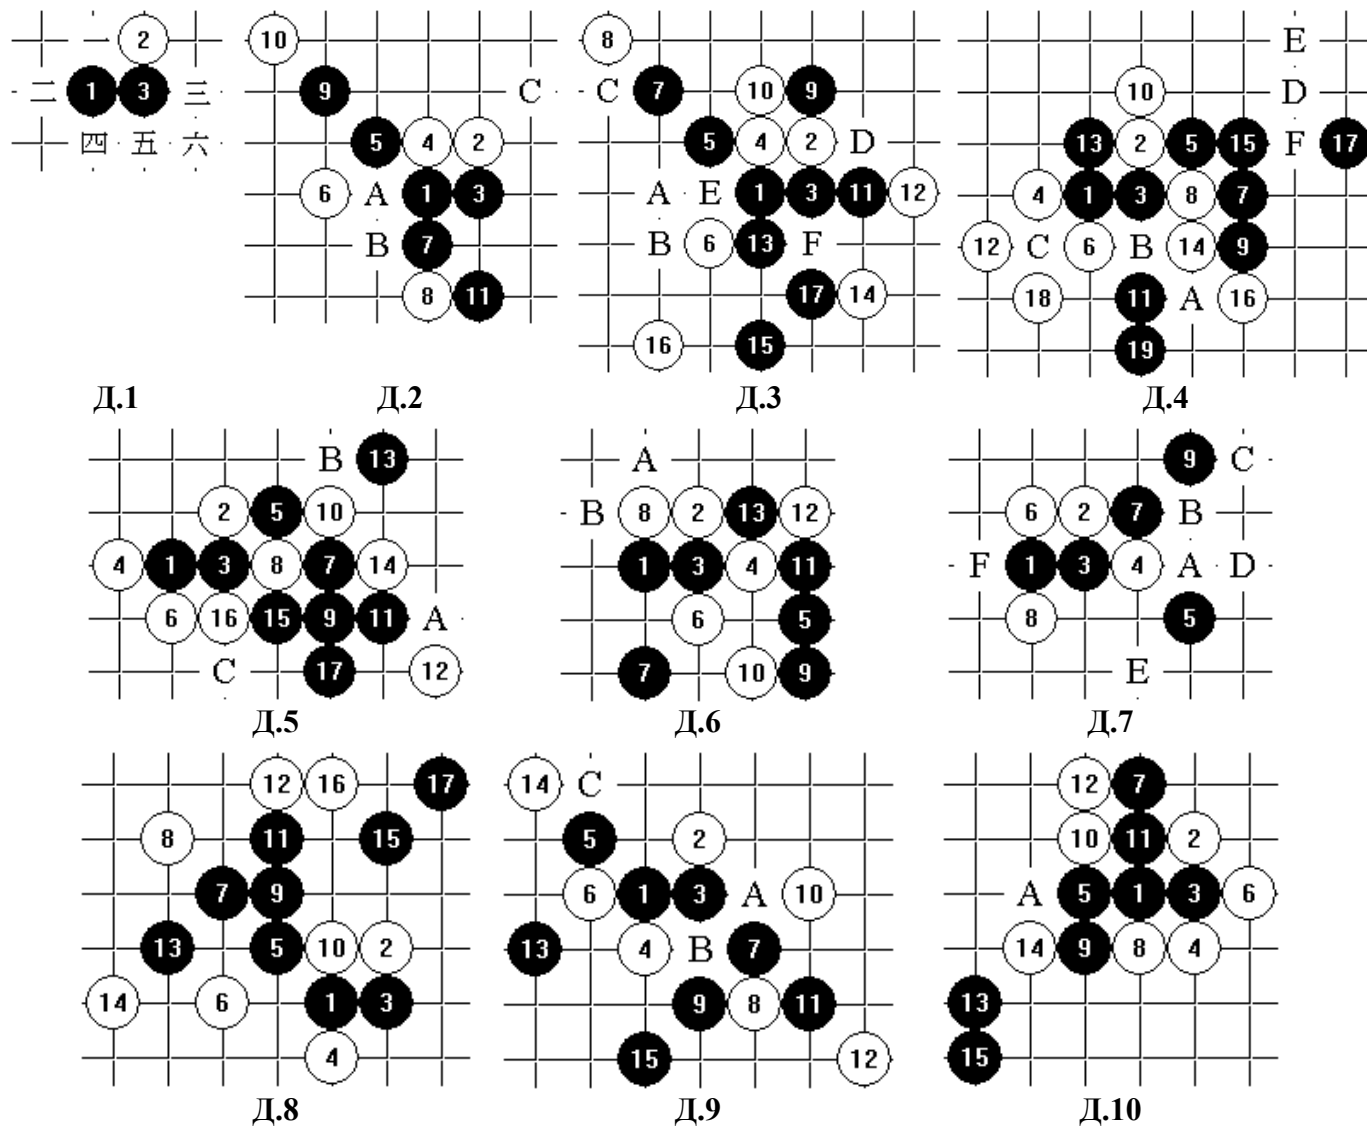 一 2
二 1 3 三
四 五 六
10
9 C
5 4 2
6 A 1 3
B 7
8 11
8
C 7 10 9
5 4 2 D
A E 1 3 11 12
B 6 13 F
17 14
16 15
E
10 D
13 2 5 15 F 17
4 1 3 8 7
12 C 6 B 14 9
18 11 A 16
19
Д.1 Д.2 Д.3 Д.4
B 13
2 5 10
4 1 3 8 7 14
6 16 15 9 11 A
C 17 12
A
B 8 2 13 12
1 3 4 11
6 5
7 10 9
9 C
6 2 7 B
F 1 3 4 A D
8 5
E
Д.5 Д.6 Д.7
12 16 17
8 11 15
7 9
13 5 10 2
14 6 1 3
4
14 C
5 2
6 1 3 A 10
13 4 B 7
9 8 11
15 12
12 7
10 11 2
A 5 1 3 6
14 9 8 4
13
15
Д.8 Д.9 Д.10